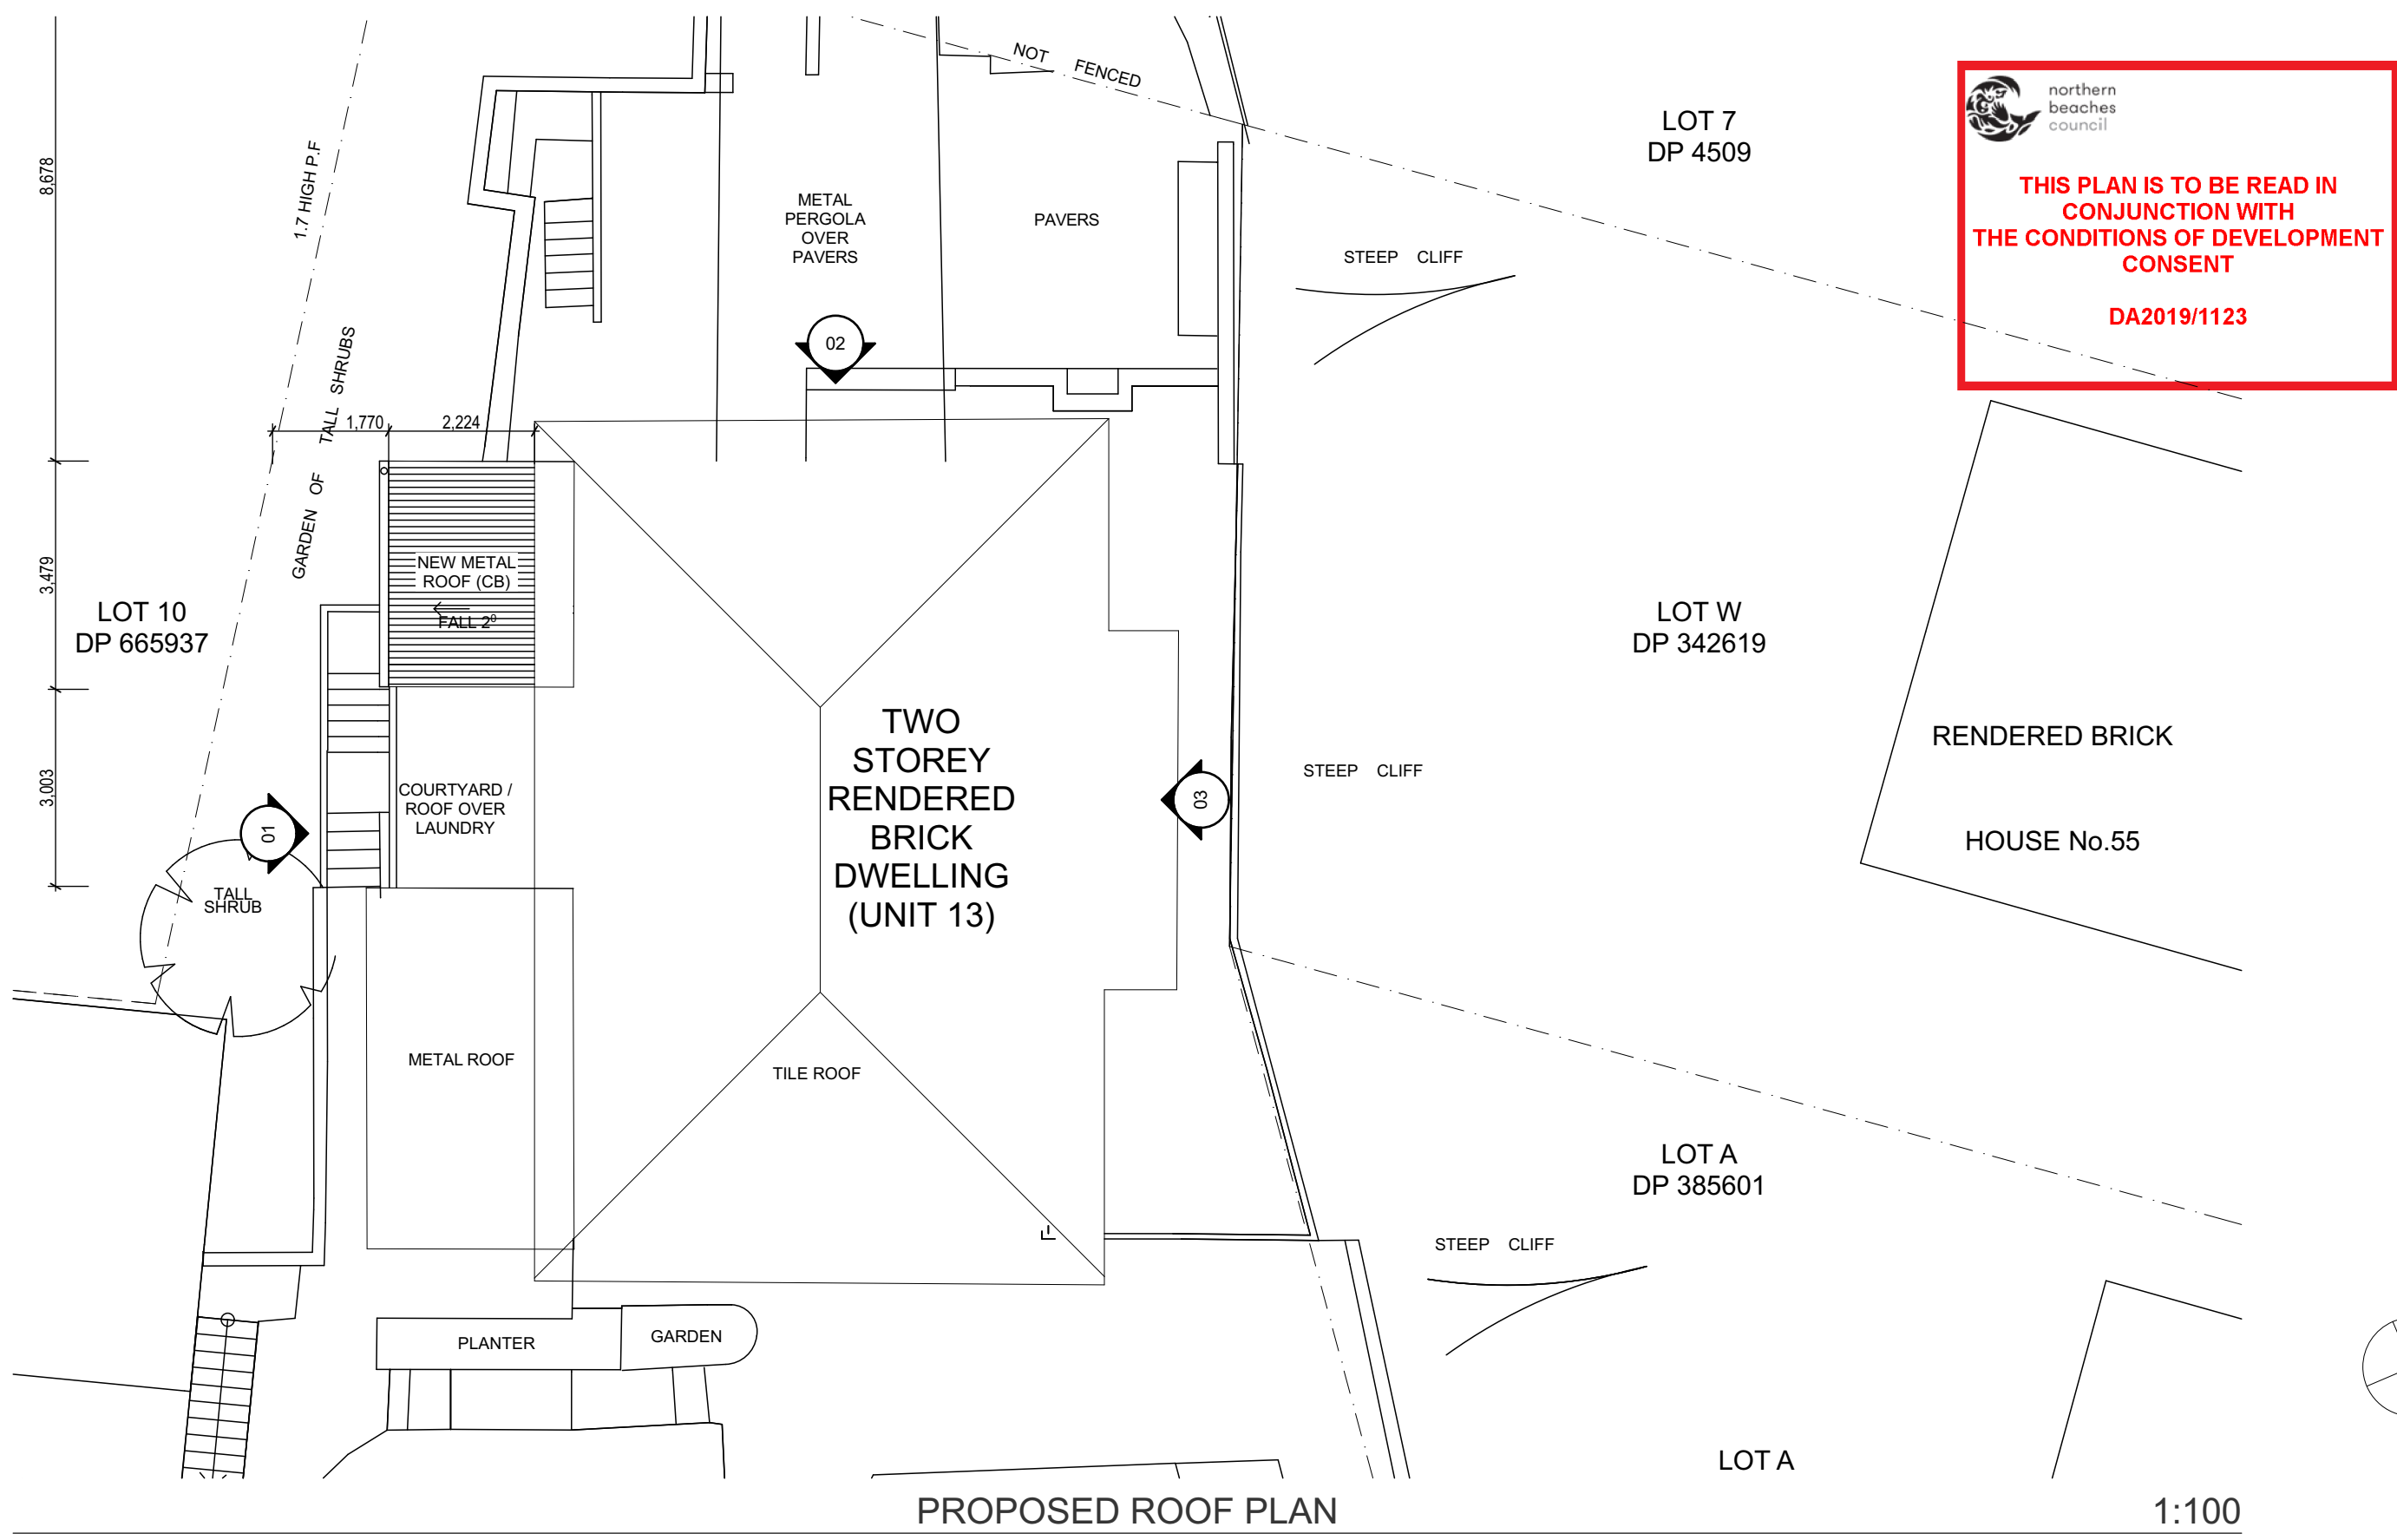 NOT FENCED
LOT 7
DP 4509
northern
beaches
council
THIS PLAN IS TO BE READ IN
CONJUNCTION WITH
THE CONDITIONS OF DEVELOPMENT
CONSENT
DA2019/1123
8,678
1.7 HIGH P.F
METAL
PERGOLA
OVER
PAVERS
PAVERS
STEEP CLIFF
02
GARDEN OF TALL SHRUBS
1,770
2,224
3,479
NEW METAL
ROOF (CB)
FALL 2⁰
LOT 10
DP 665937
LOT W
DP 342619
TWO
STOREY
RENDERED
BRICK
DWELLING
(UNIT 13)
RENDERED BRICK
HOUSE No.55
3,003
COURTYARD /
ROOF OVER
LAUNDRY
03
STEEP CLIFF
01
TALL
SHRUB
METAL ROOF
TILE ROOF
LOT A
DP 385601
STEEP CLIFF
PLANTER
GARDEN
LOT A
PROPOSED ROOF PLAN
1:100